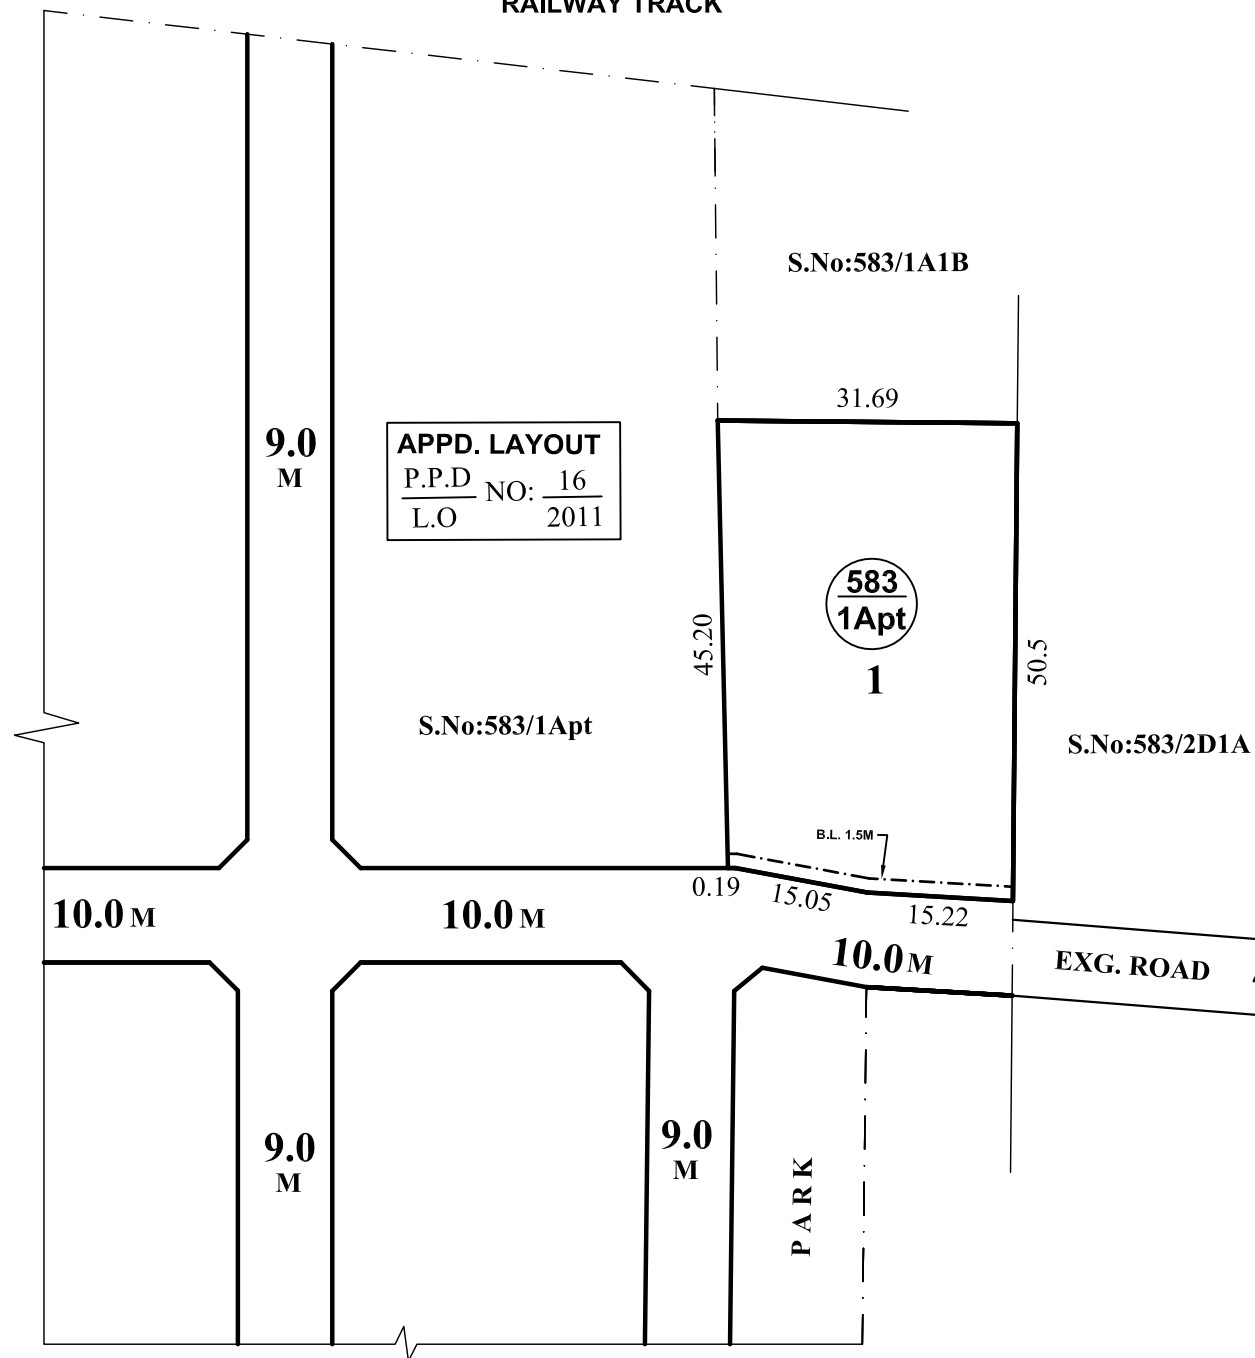 RAILWAY TRACK
S.No:583/1A1B
31.69
9.0
M
APPD. LAYOUT
P.P.D
L.O
NO:
16
2011
583
1Apt
1
45.20
50.5
S.No:583/1Apt
S.No:583/2D1A
B.L. 1.5M
0.19
15.05
15.22
10.0 M
10.0 M
10.0 M
EXG. ROAD
9.0
M
9.0
M
PARK